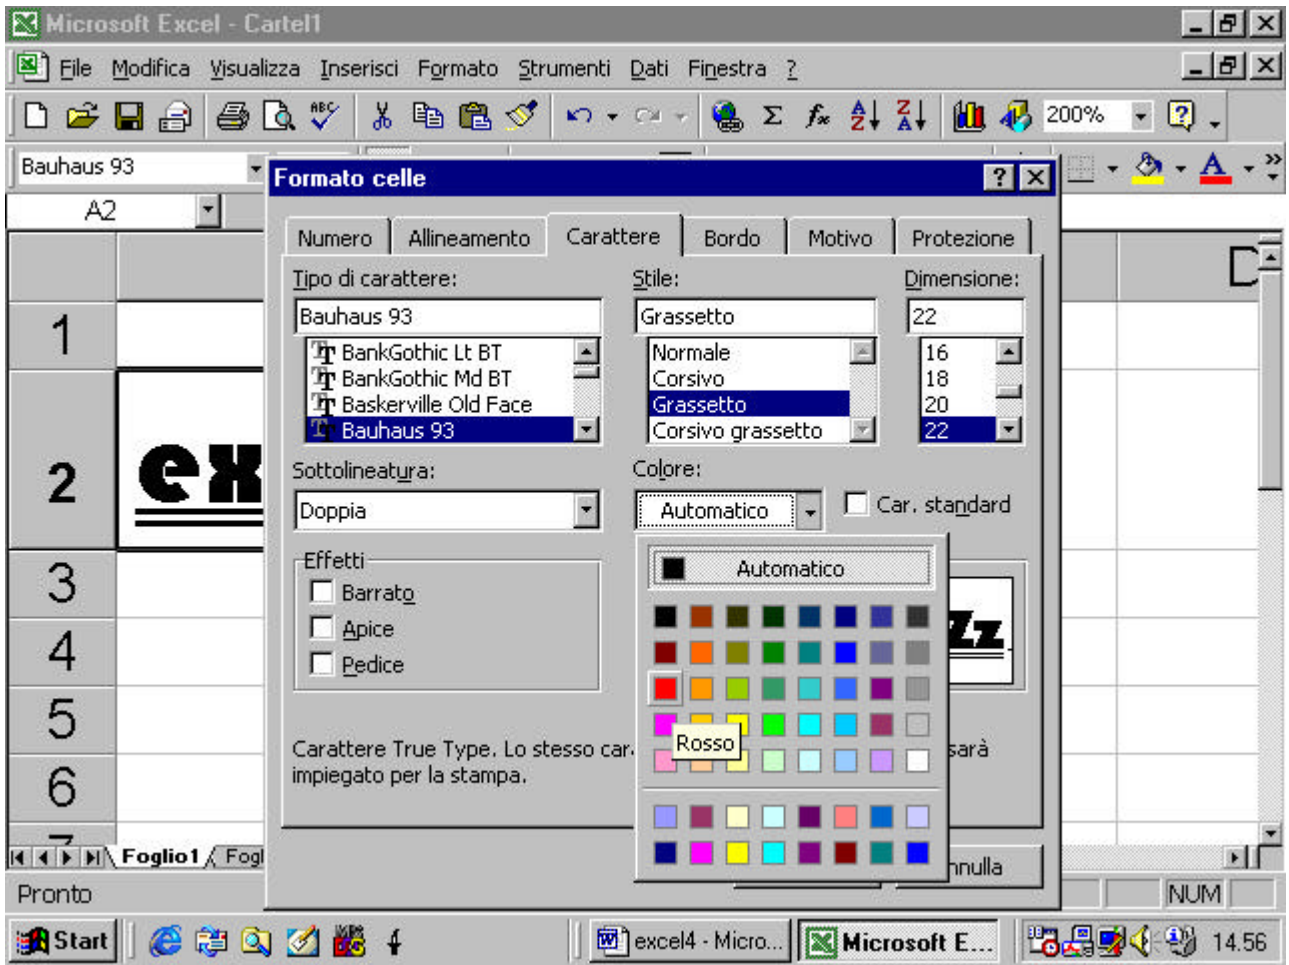 Microsoft Excel - Cartel1
File Modifica Visualizza Inserisci Formato Strumenti Dati Finestra ?
200%
Bauhaus 93
A2
Formato celle
Numero Allineamento Carattere Bordo Motivo Protezione
D
Tipo di carattere: Stile: Dimensione:
Bauhaus 93 Grassetto 22
BankGothic Lt BT Normale 16
BankGothic Md BT Corsivo 18
Baskerville Old Face Grassetto 20
Bauhaus 93 Corsivo grassetto 22
1
2
ex
Sottolineatura: Colore:
Doppia Automatico Car. standard
Effetti
Automatico
Barrato
Apice
Pedice
Zz
3
4
5
6
7
Rosso
Carattere True Type. Lo stesso car sarà
impiegato per la stampa.
Foglio1 Fogl
nnulla
Pronto NUM
Start excel4 - Micro... Microsoft E... 14.56